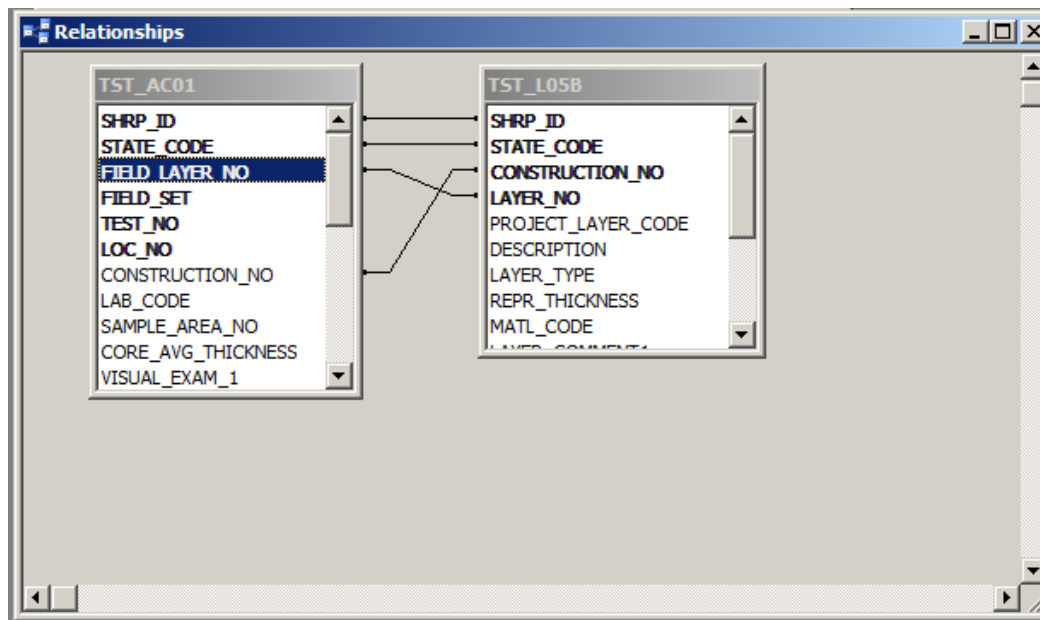 Relationships
TST_AC01
SHRP_ID
STATE_CODE
FIELD_LAYER_NO
FIELD_SET
TEST_NO
LOC_NO
CONSTRUCTION_NO
LAB_CODE
SAMPLE_AREA_NO
CORE_AVG_THICKNESS
VISUAL_EXAM_1
TST_L05B
SHRP_ID
STATE_CODE
CONSTRUCTION_NO
LAYER_NO
PROJECT_LAYER_CODE
DESCRIPTION
LAYER_TYPE
REPR_THICKNESS
MATL_CODE
LAYER_COMMENT1